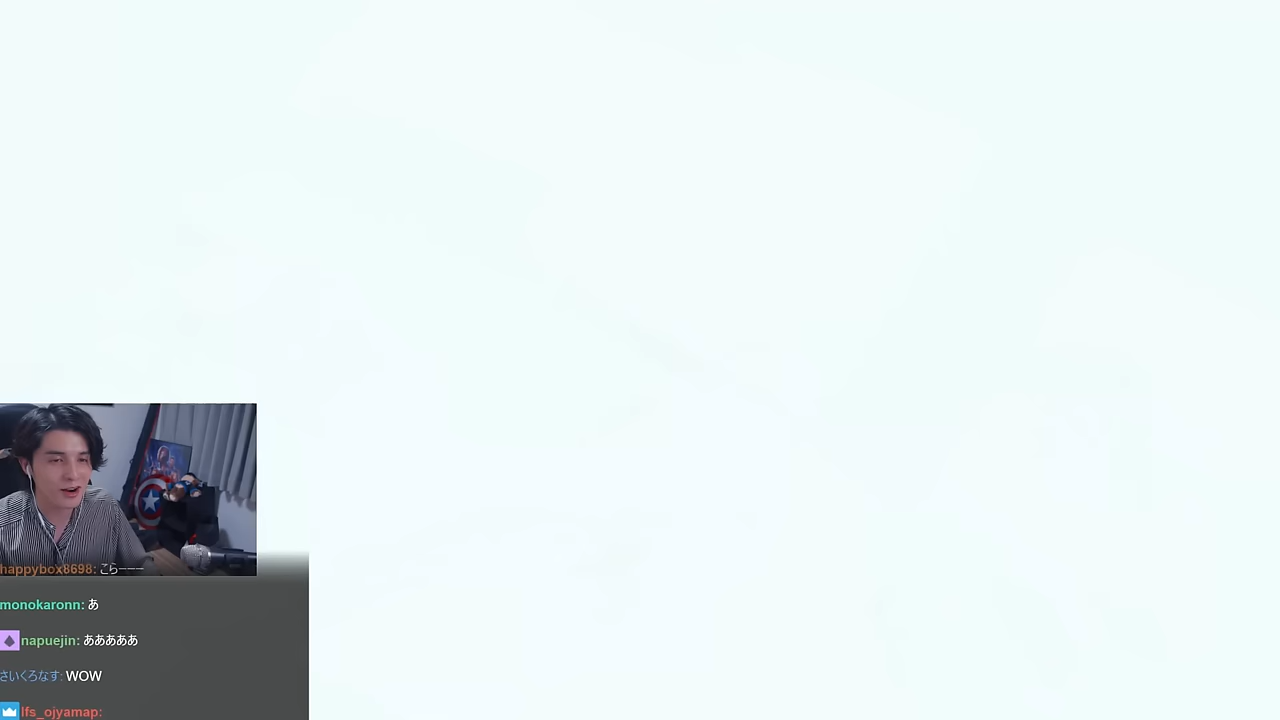 happybox8698: こらーーー
monokaronn: あ
napuejin: あああああ
さいくろなす: WOW
lfs_ojyamap: